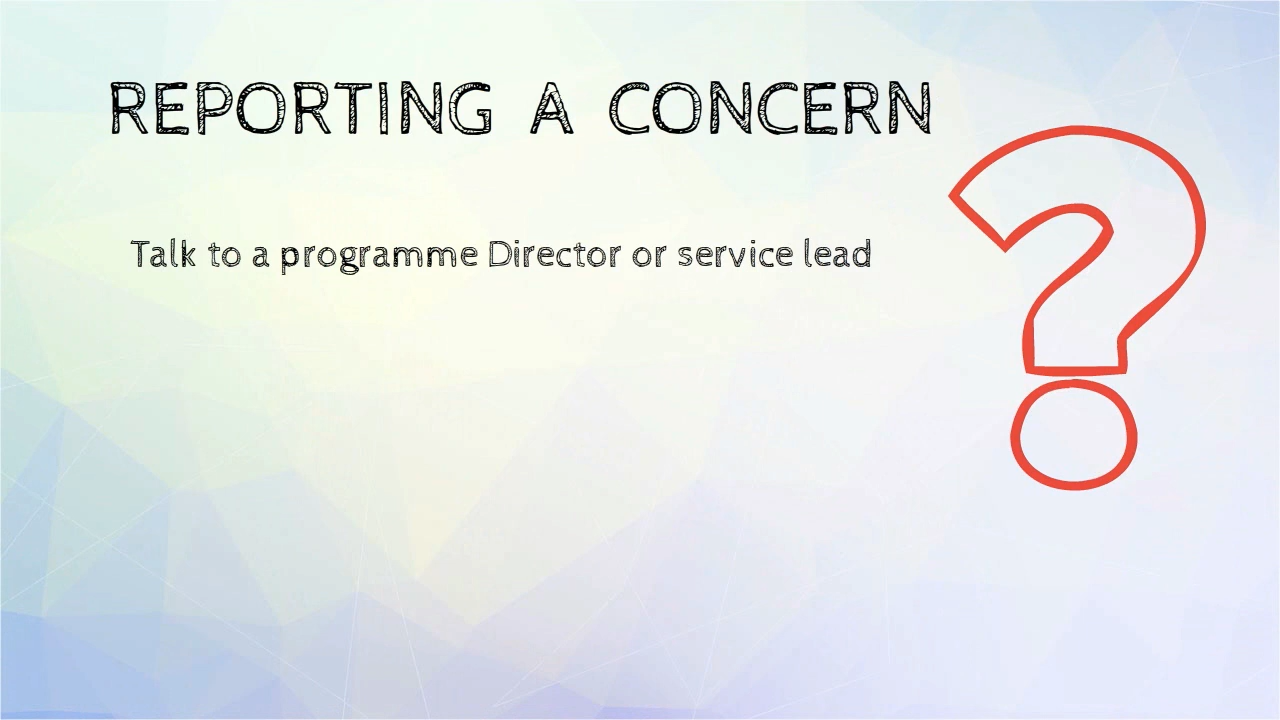 REPORTING A CONCERN
Talk to a programme Director or service lead
?